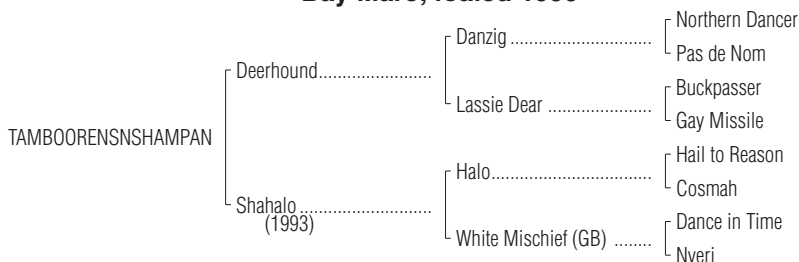 Bay Mare; foaled
Northern Dancer
Danzig
Pas de Nom
Deerhound
Buckpasser
Lassie Dear
Gay Missile
TAMBOORENSNSHAMPAN
Hail to Reason
Halo
Cosmah
Shahalo
(1993)
Dance in Time
White Mischief (GB)
Nyeri